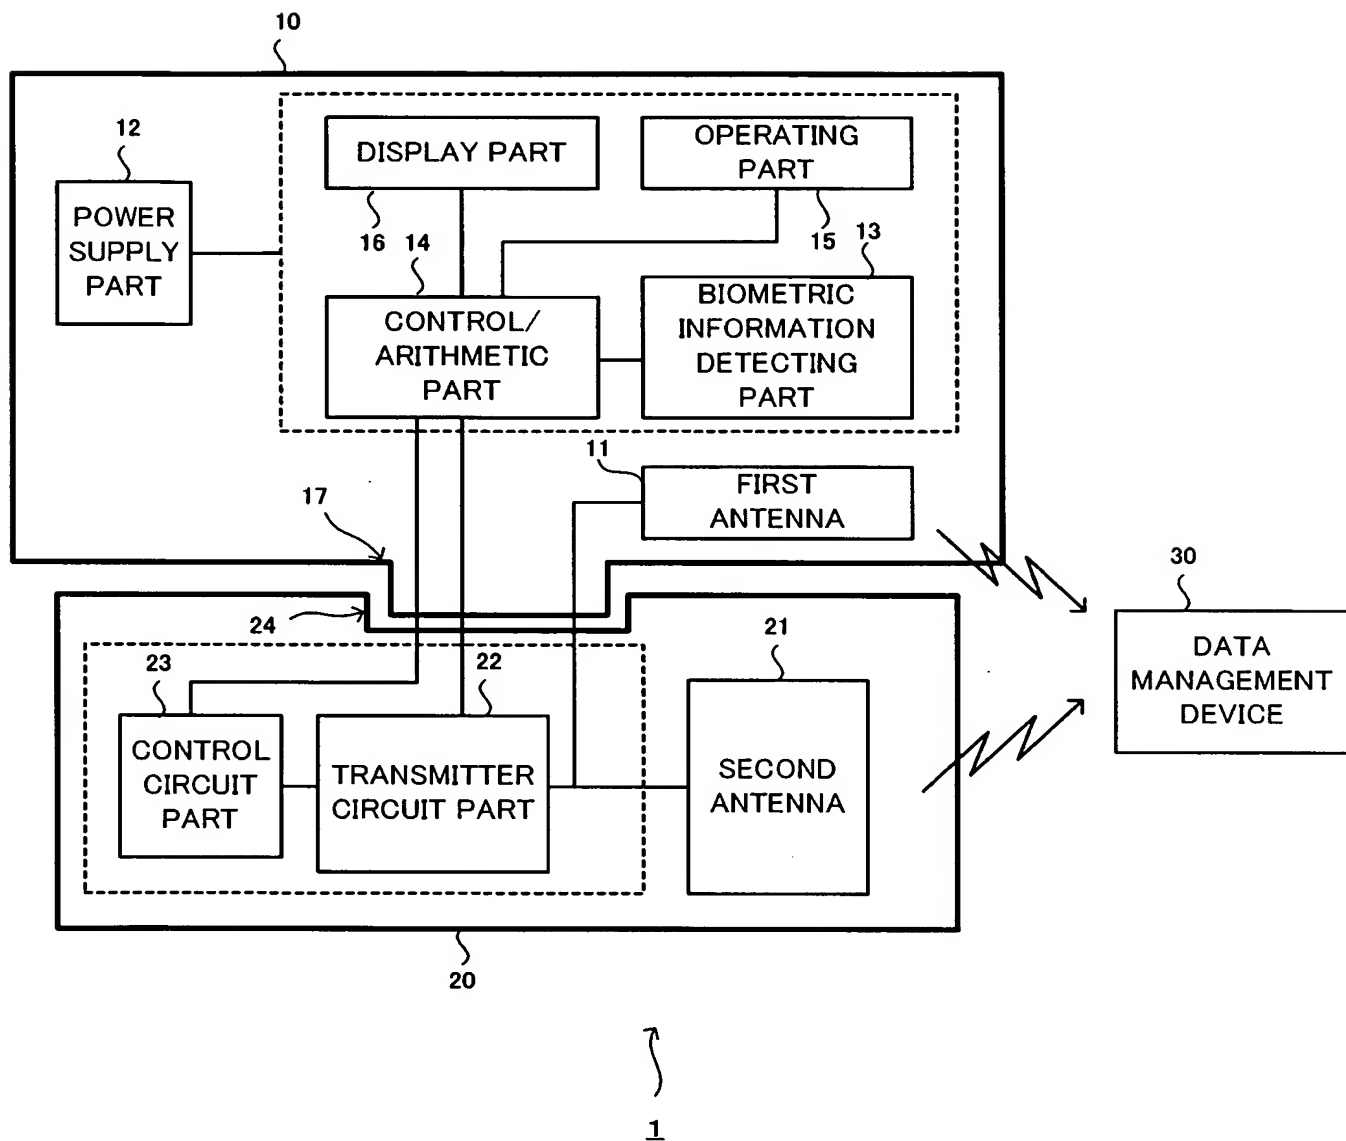 10
12
POWER
SUPPLY
PART
DISPLAY PART
OPERATING
PART
16
14
15
13
CONTROL/
ARITHMETIC
PART
BIOMETRIC
INFORMATION
DETECTING
PART
11
FIRST
ANTENNA
17
30
DATA
MANAGEMENT
DEVICE
24
23
22
21
CONTROL
CIRCUIT
PART
TRANSMITTER
CIRCUIT PART
SECOND
ANTENNA
20
1